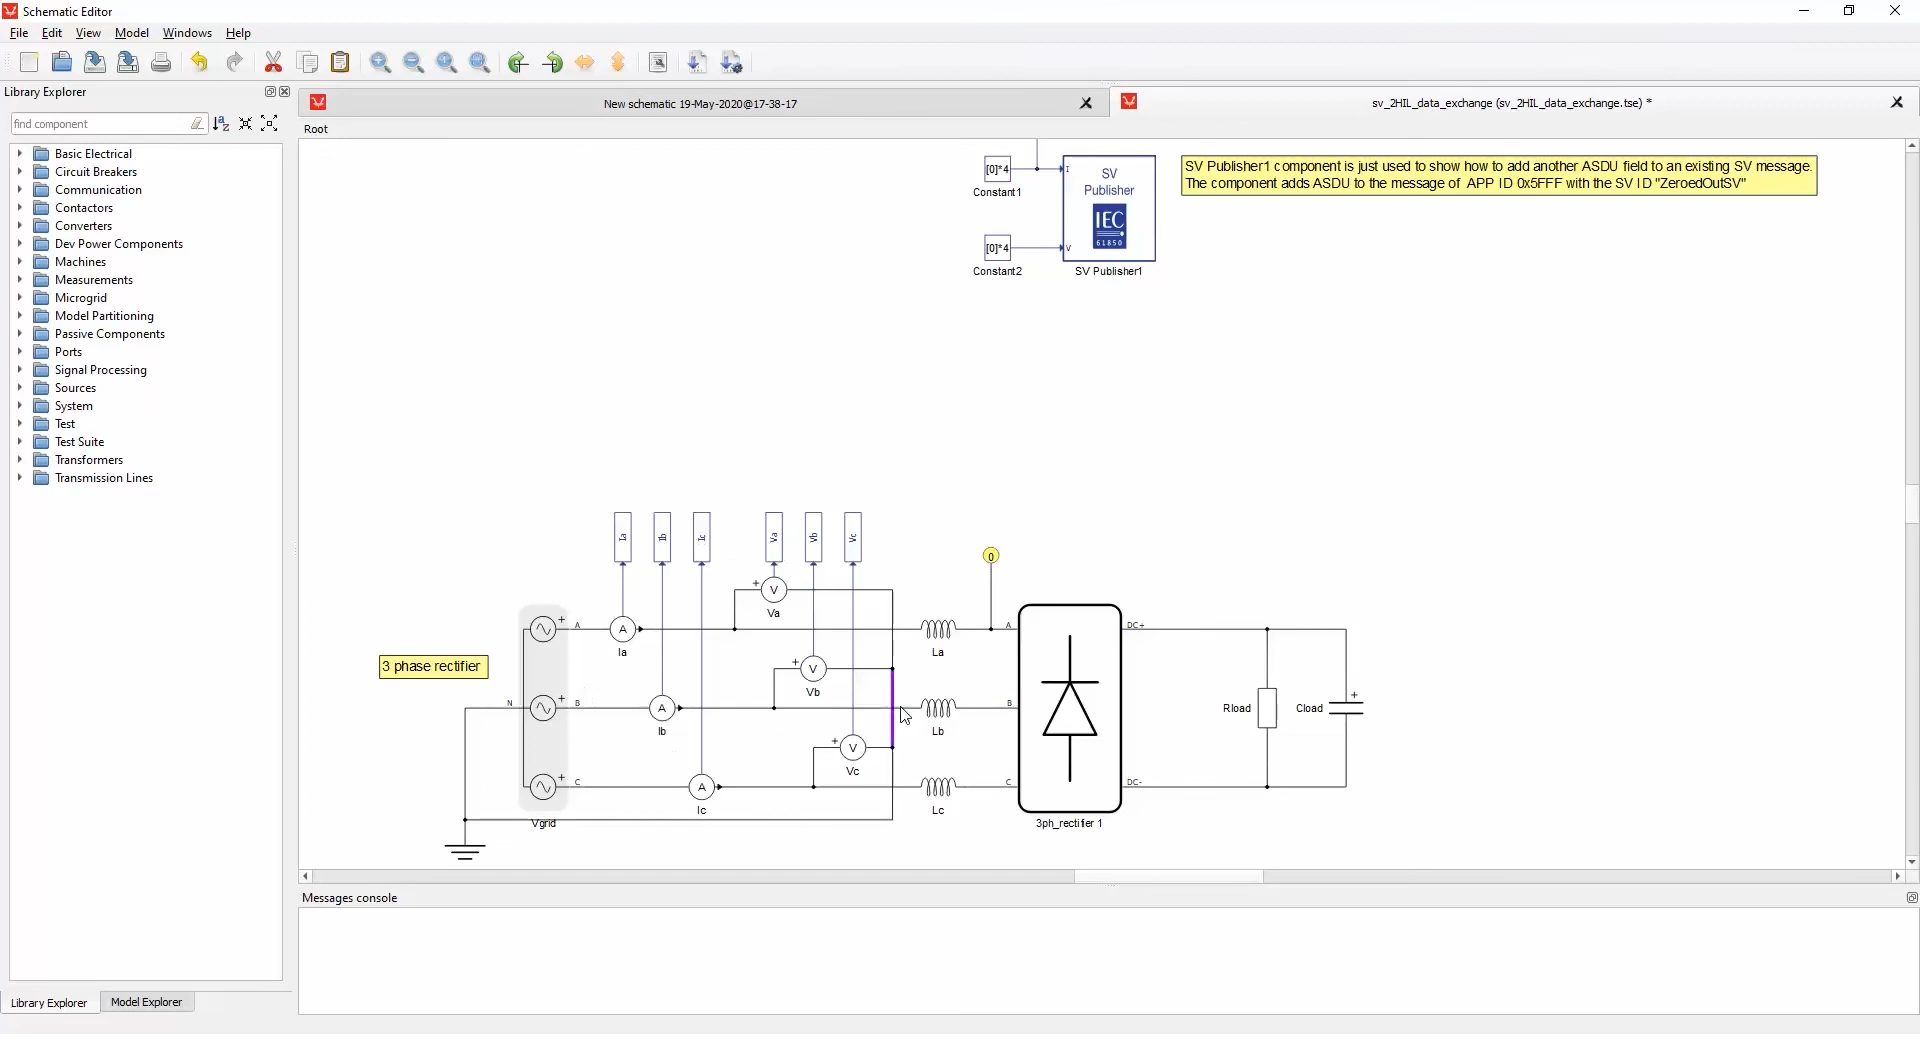 Schematic Editor
File Edit View Model Windows Help
Library Explorer
find component
Basic Electrical
Circuit Breakers
Communication
Contactors
Converters
Dev Power Components
Machines
Measurements
Microgrid
Model Partitioning
Passive Components
Ports
Signal Processing
Sources
System
Test
Test Suite
Transformers
Transmission Lines
Library Explorer
Model Explorer
New schematic 19-May-2020@17-38-17
sv_2HIL_data_exchange (sv_2HIL_data_exchange.tse) *
Root
[0]*4
Constant1
[0]*4
Constant2
I
V
SV
Publisher
IEC
61850
SV Publisher1
SV Publisher1 component is just used to show how to add another ASDU field to an existing SV message.
The component adds ASDU to the message of APP ID 0x5FFF with the SV ID "ZeroedOutSV"
Ia
Ib
Ic
Va
Vb
Vc
0
3 phase rectifier
N
+ A
+ B
+ C
Vgrid
A
Ia
A
Ib
A
Ic
+ V
Va
+ V
Vb
+ V
Vc
La
Lb
Lc
A
B
C
3ph_rectifier 1
DC+
DC-
Rload
Cload
+
Messages console